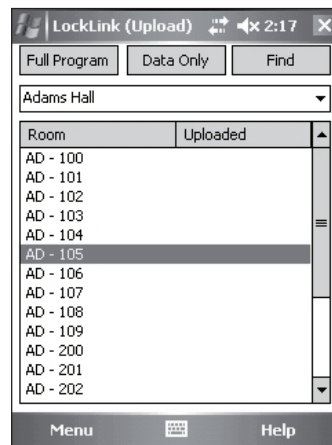 LockLink (Upload) 2:17
Full Program Data Only Find
Adams Hall
Room Uploaded
AD - 100
AD - 101
AD - 102
AD - 103
AD - 104
AD - 105
AD - 106
AD - 107
AD - 108
AD - 109
AD - 200
AD - 201
AD - 202
Menu Help